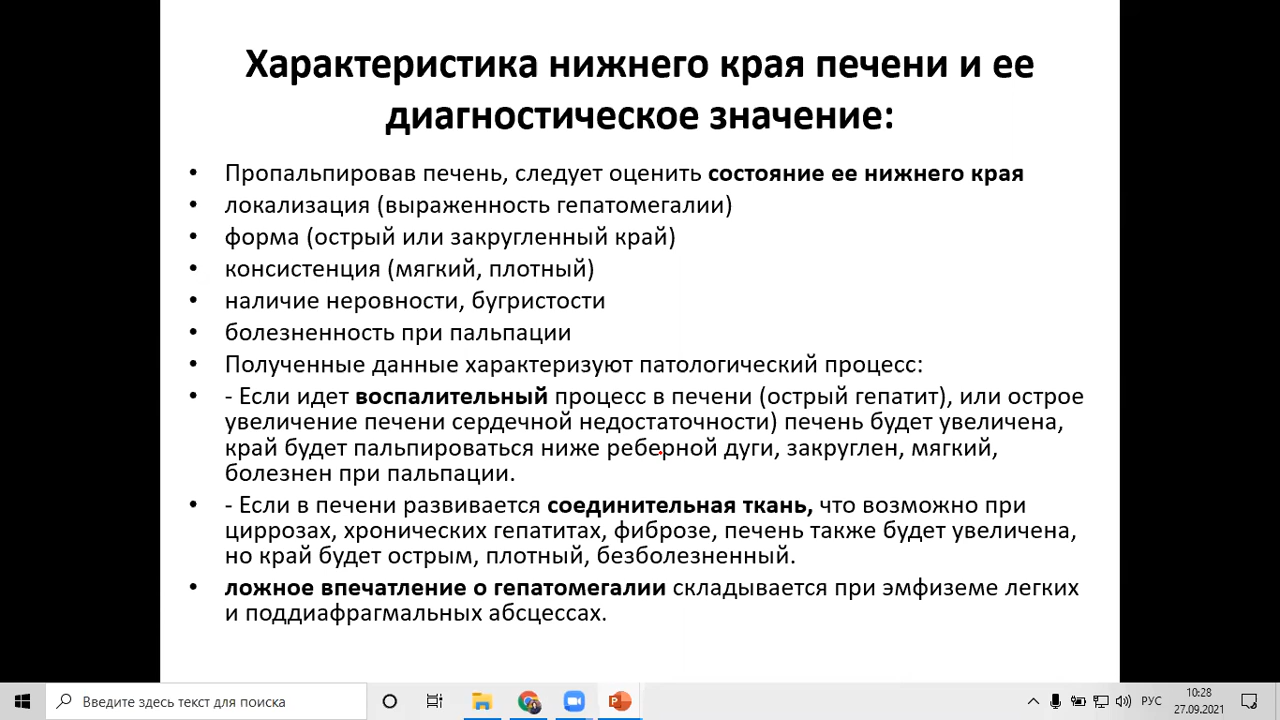 Характеристика нижнего края печени и ее
диагностическое значение:
• Пропальпировав печень, следует оценить состояние ее нижнего края
• локализация (выраженность гепатомегалии)
• форма (острый или закругленный край)
• консистенция (мягкий, плотный)
• наличие неровности, бугристости
• болезненность при пальпации
• Полученные данные характеризуют патологический процесс:
• - Если идет воспалительный процесс в печени (острый гепатит), или острое
увеличение печени сердечной недостаточности) печень будет увеличена,
край будет пальпироваться ниже реберной дуги, закруглен, мягкий,
болезнен при пальпации.
• - Если в печени развивается соединительная ткань, что возможно при
циррозах, хронических гепатитах, фиброзе, печень также будет увеличена,
но край будет острым, плотный, безболезненный.
• ложное впечатление о гепатомегалии складывается при эмфиземе легких
и поддиафрагмальных абсцессах.
Введите здесь текст для поиска
РУС
10:28
27.09.2021